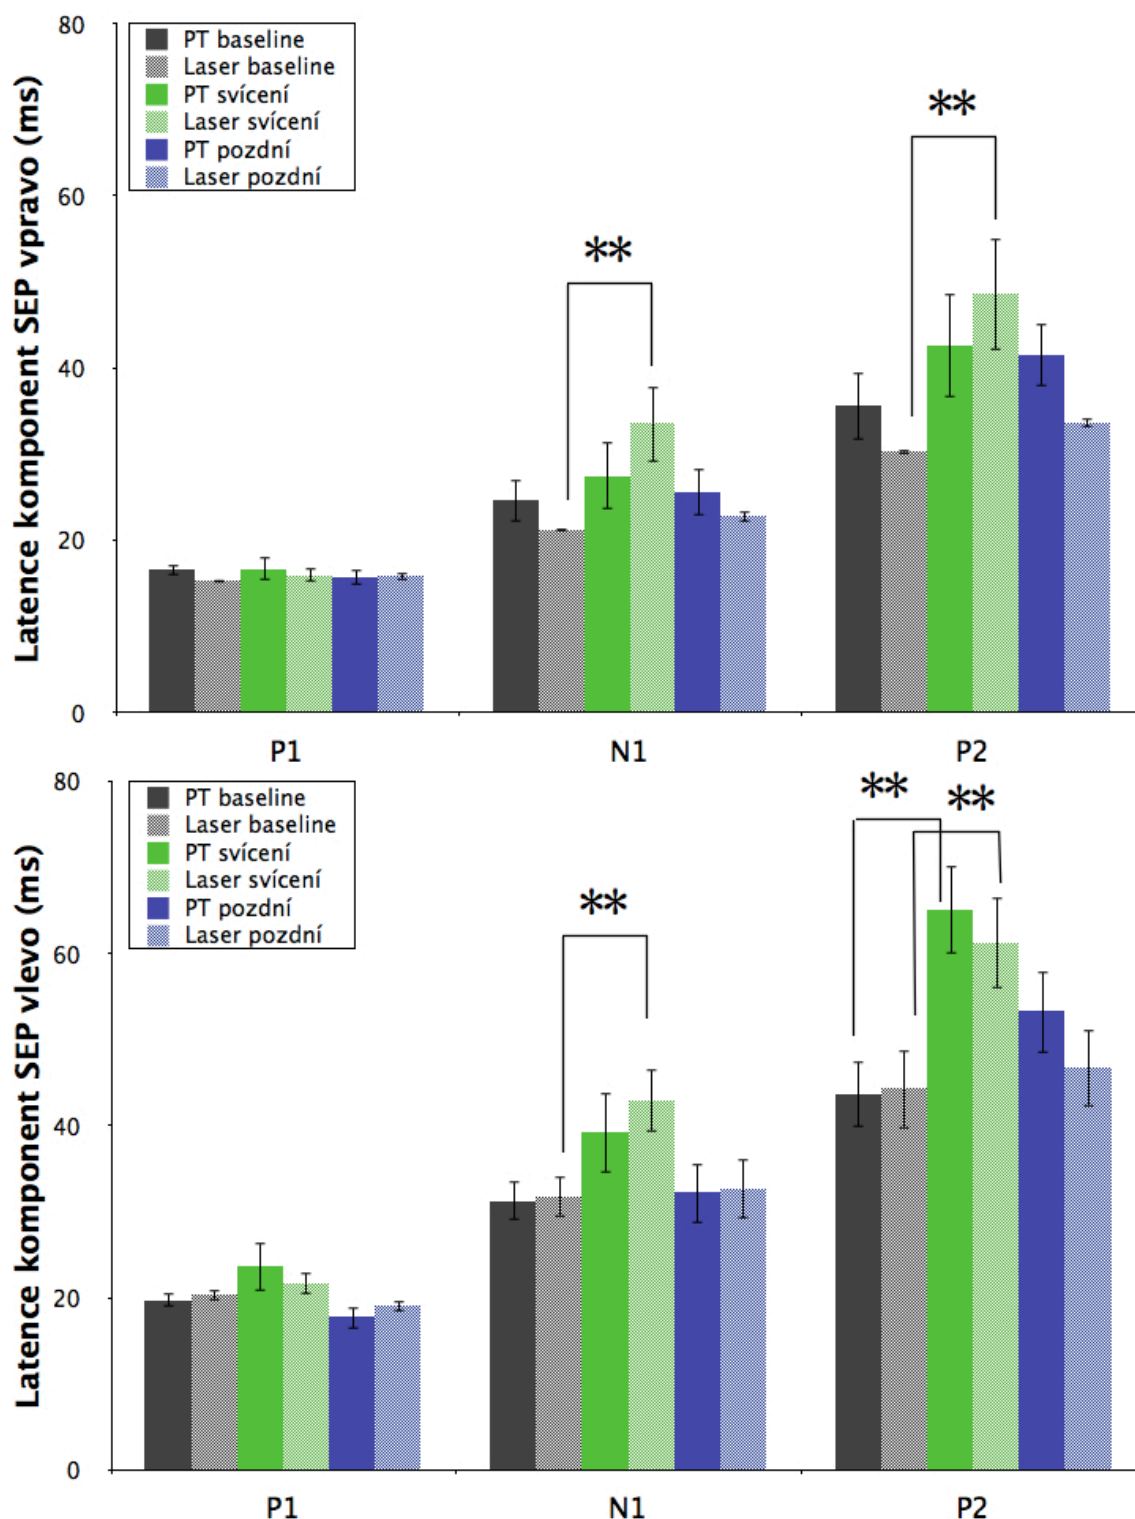 Latence komponent SEP vpravo (ms)
80
60
40
20
0
PT baseline
Laser baseline
PT svícení
Laser svícení
PT pozdní
Laser pozdní
**
**
P1
N1
P2
Latence komponent SEP vlevo (ms)
80
60
40
20
0
PT baseline
Laser baseline
PT svícení
Laser svícení
PT pozdní
Laser pozdní
**
**
**
P1
N1
P2